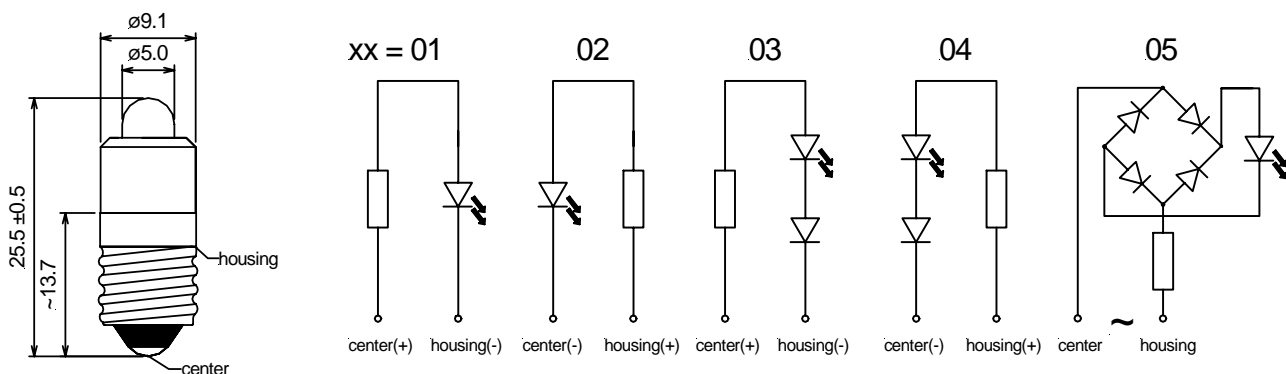 ø9.1
ø5.0
25.5 ±0.5
~13.7
housing
center
xx = 01
02
03
04
05
center(+) housing(-)
center(-) housing(+)
center(+) housing(-)
center(-) housing(+)
center ~ housing